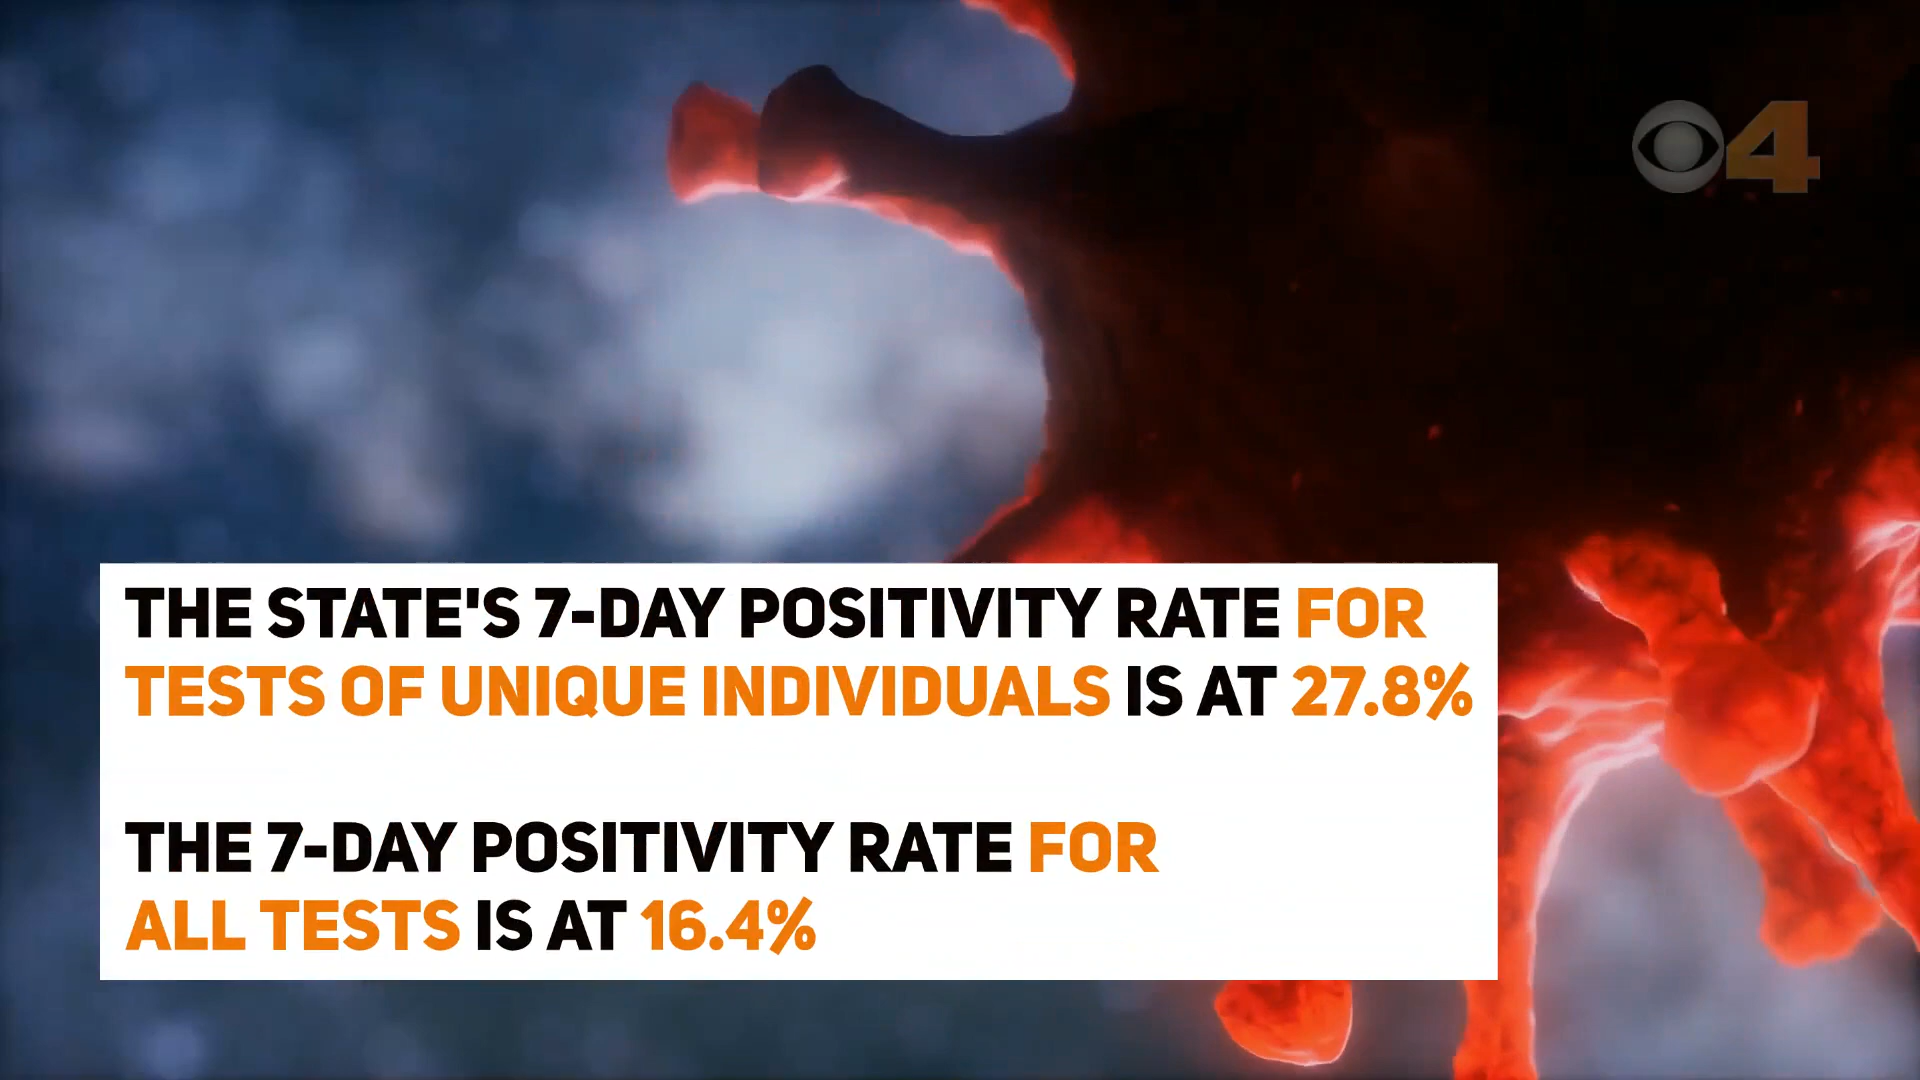 4
THE STATE'S 7-DAY POSITIVITY RATE FOR
TESTS OF UNIQUE INDIVIDUALS IS AT 27.8%
THE 7-DAY POSITIVITY RATE FOR
ALL TESTS IS AT 16.4%